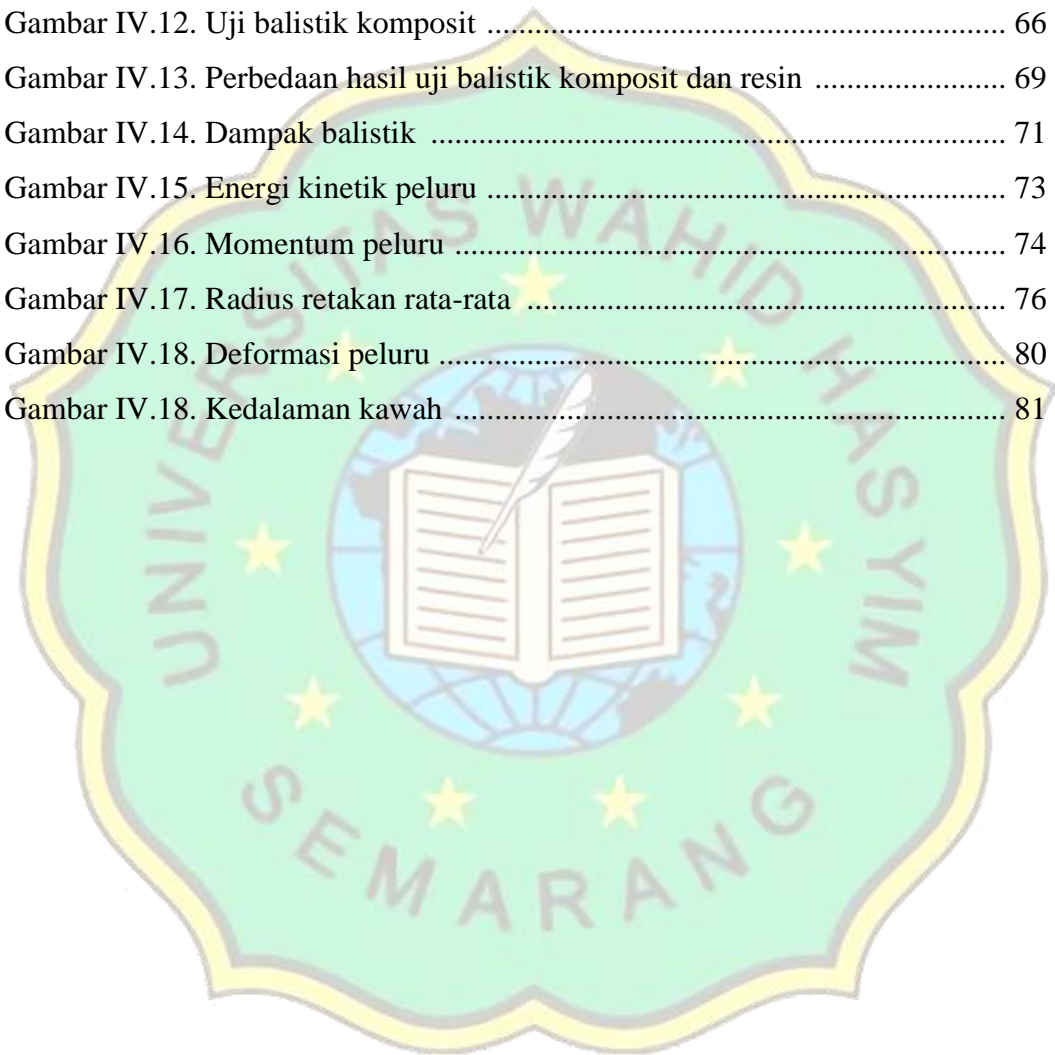 Gambar IV.12. Uji balistik komposit ............................................................................ 66
Gambar IV.13. Perbedaan hasil uji balistik komposit dan resin ............................ 69
Gambar IV.14. Dampak balistik .................................................................................... 71
Gambar IV.15. Energi kinetik peluru ............................................................................ 73
Gambar IV.16. Momentum peluru ................................................................................ 74
Gambar IV.17. Radius retakan rata-rata ...................................................................... 76
Gambar IV.18. Deformasi peluru ................................................................................... 80
Gambar IV.18. Kedalaman kawah ................................................................................ 81
UNIVERSITAS WAHID HASYIM
SEMARANG